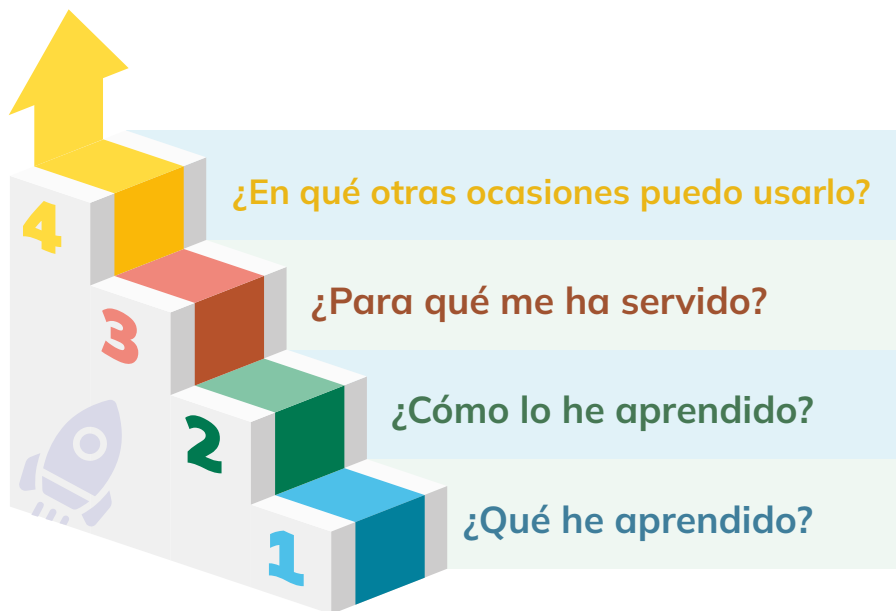 4 ¿En qué otras ocasiones puedo usarlo?
3 ¿Para qué me ha servido?
2 ¿Cómo lo he aprendido?
1 ¿Qué he aprendido?